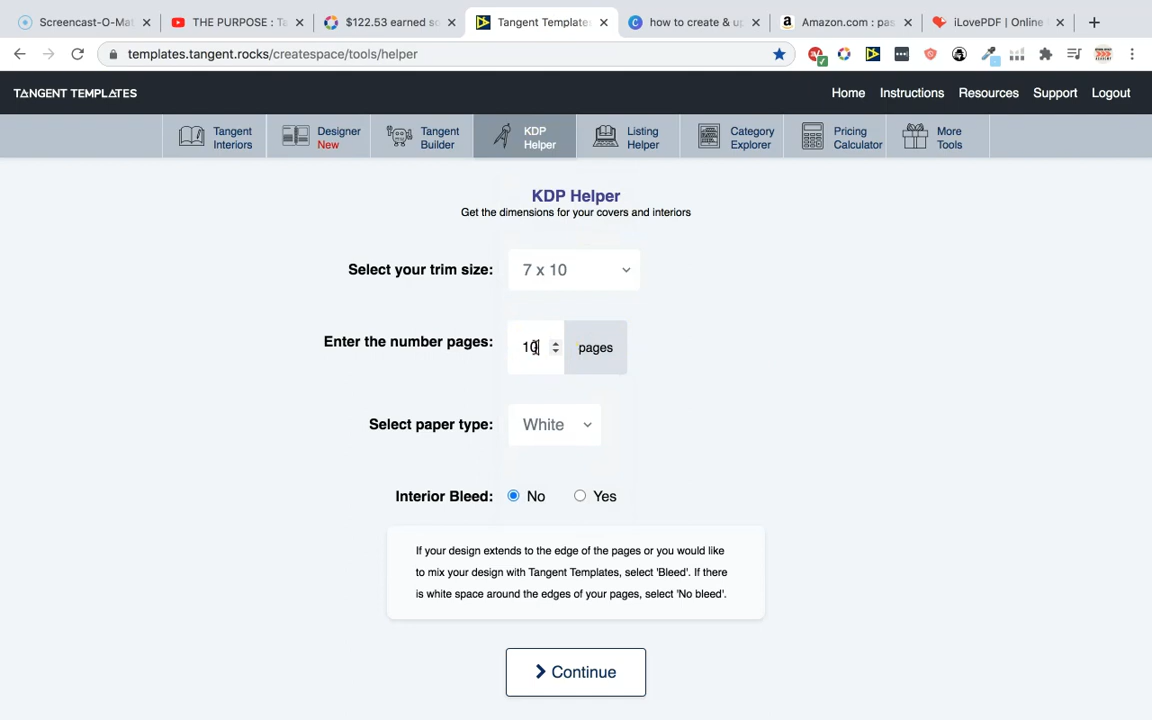 Screencast-O-Mat
THE PURPOSE : Ta
$122.53 earned so
Tangent Template
how to create & up
Amazon.com : pas
iLovePDF | Online
templates.tangent.rocks/createspace/tools/helper
TANGENT TEMPLATES
Home
Instructions
Resources
Support
Logout
Tangent
Interiors
Designer
New
Tangent
Builder
KDP
Helper
Listing
Helper
Category
Explorer
Pricing
Calculator
More
Tools
KDP Helper
Get the dimensions for your covers and interiors
Select your trim size:
7 x 10
Enter the number pages:
10
pages
Select paper type:
White
Interior Bleed:
No
Yes
If your design extends to the edge of the pages or you would like
to mix your design with Tangent Templates, select 'Bleed'. If there
is white space around the edges of your pages, select 'No bleed'.
Continue